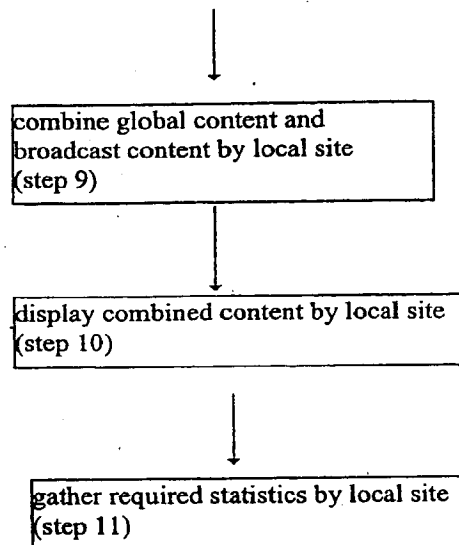 combine global content and
broadcast content by local site
(step 9)
display combined content by local site
(step 10)
gather required statistics by local site
(step 11)